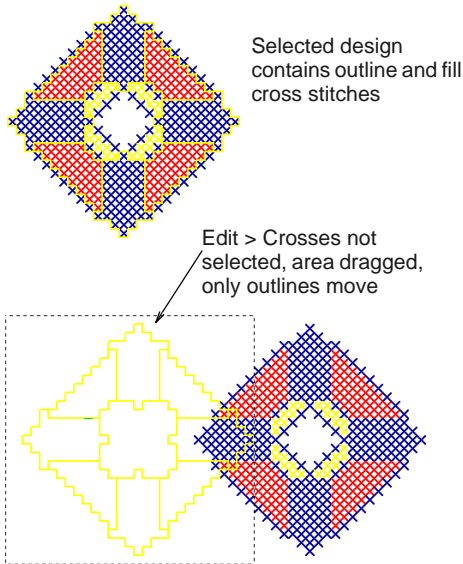 Selected design
contains outline and fill
cross stitches
Edit > Crosses not
selected, area dragged,
only outlines move